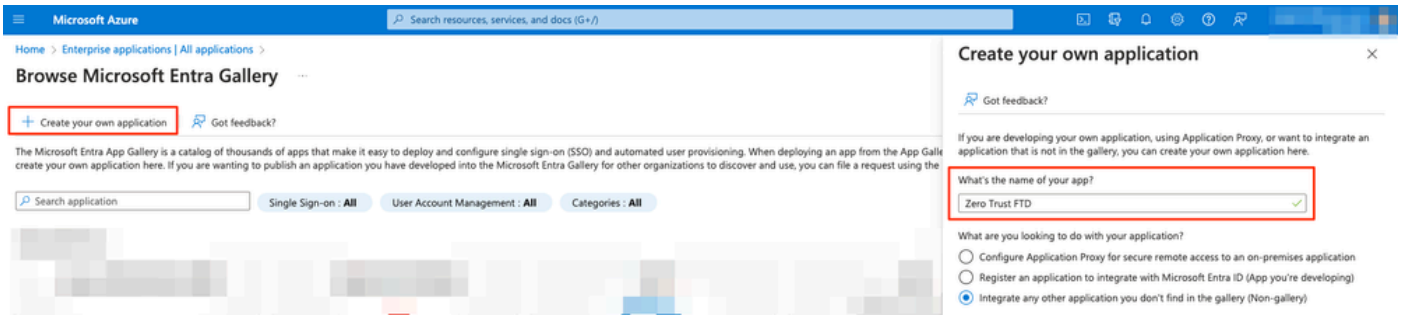 Microsoft Azure
Search resources, services, and docs (G+/)
Home > Enterprise applications | All applications >
Browse Microsoft Entra Gallery ...
+ Create your own application
Got feedback?
The Microsoft Entra App Gallery is a catalog of thousands of apps that make it easy to deploy and configure single sign-on (SSO) and automated user provisioning. When deploying an app from the App Galle
create your own application here. If you are wanting to publish an application you have developed into the Microsoft Entra Gallery for other organizations to discover and use, you can file a request using the
Search application
Single Sign-on : All
User Account Management : All
Categories : All
Create your own application
Got feedback?
If you are developing your own application, using Application Proxy, or want to integrate an
application that is not in the gallery, you can create your own application here.
What's the name of your app?
Zero Trust FTD
What are you looking to do with your application?
Configure Application Proxy for secure remote access to an on-premises application
Register an application to integrate with Microsoft Entra ID (App you're developing)
Integrate any other application you don't find in the gallery (Non-gallery)